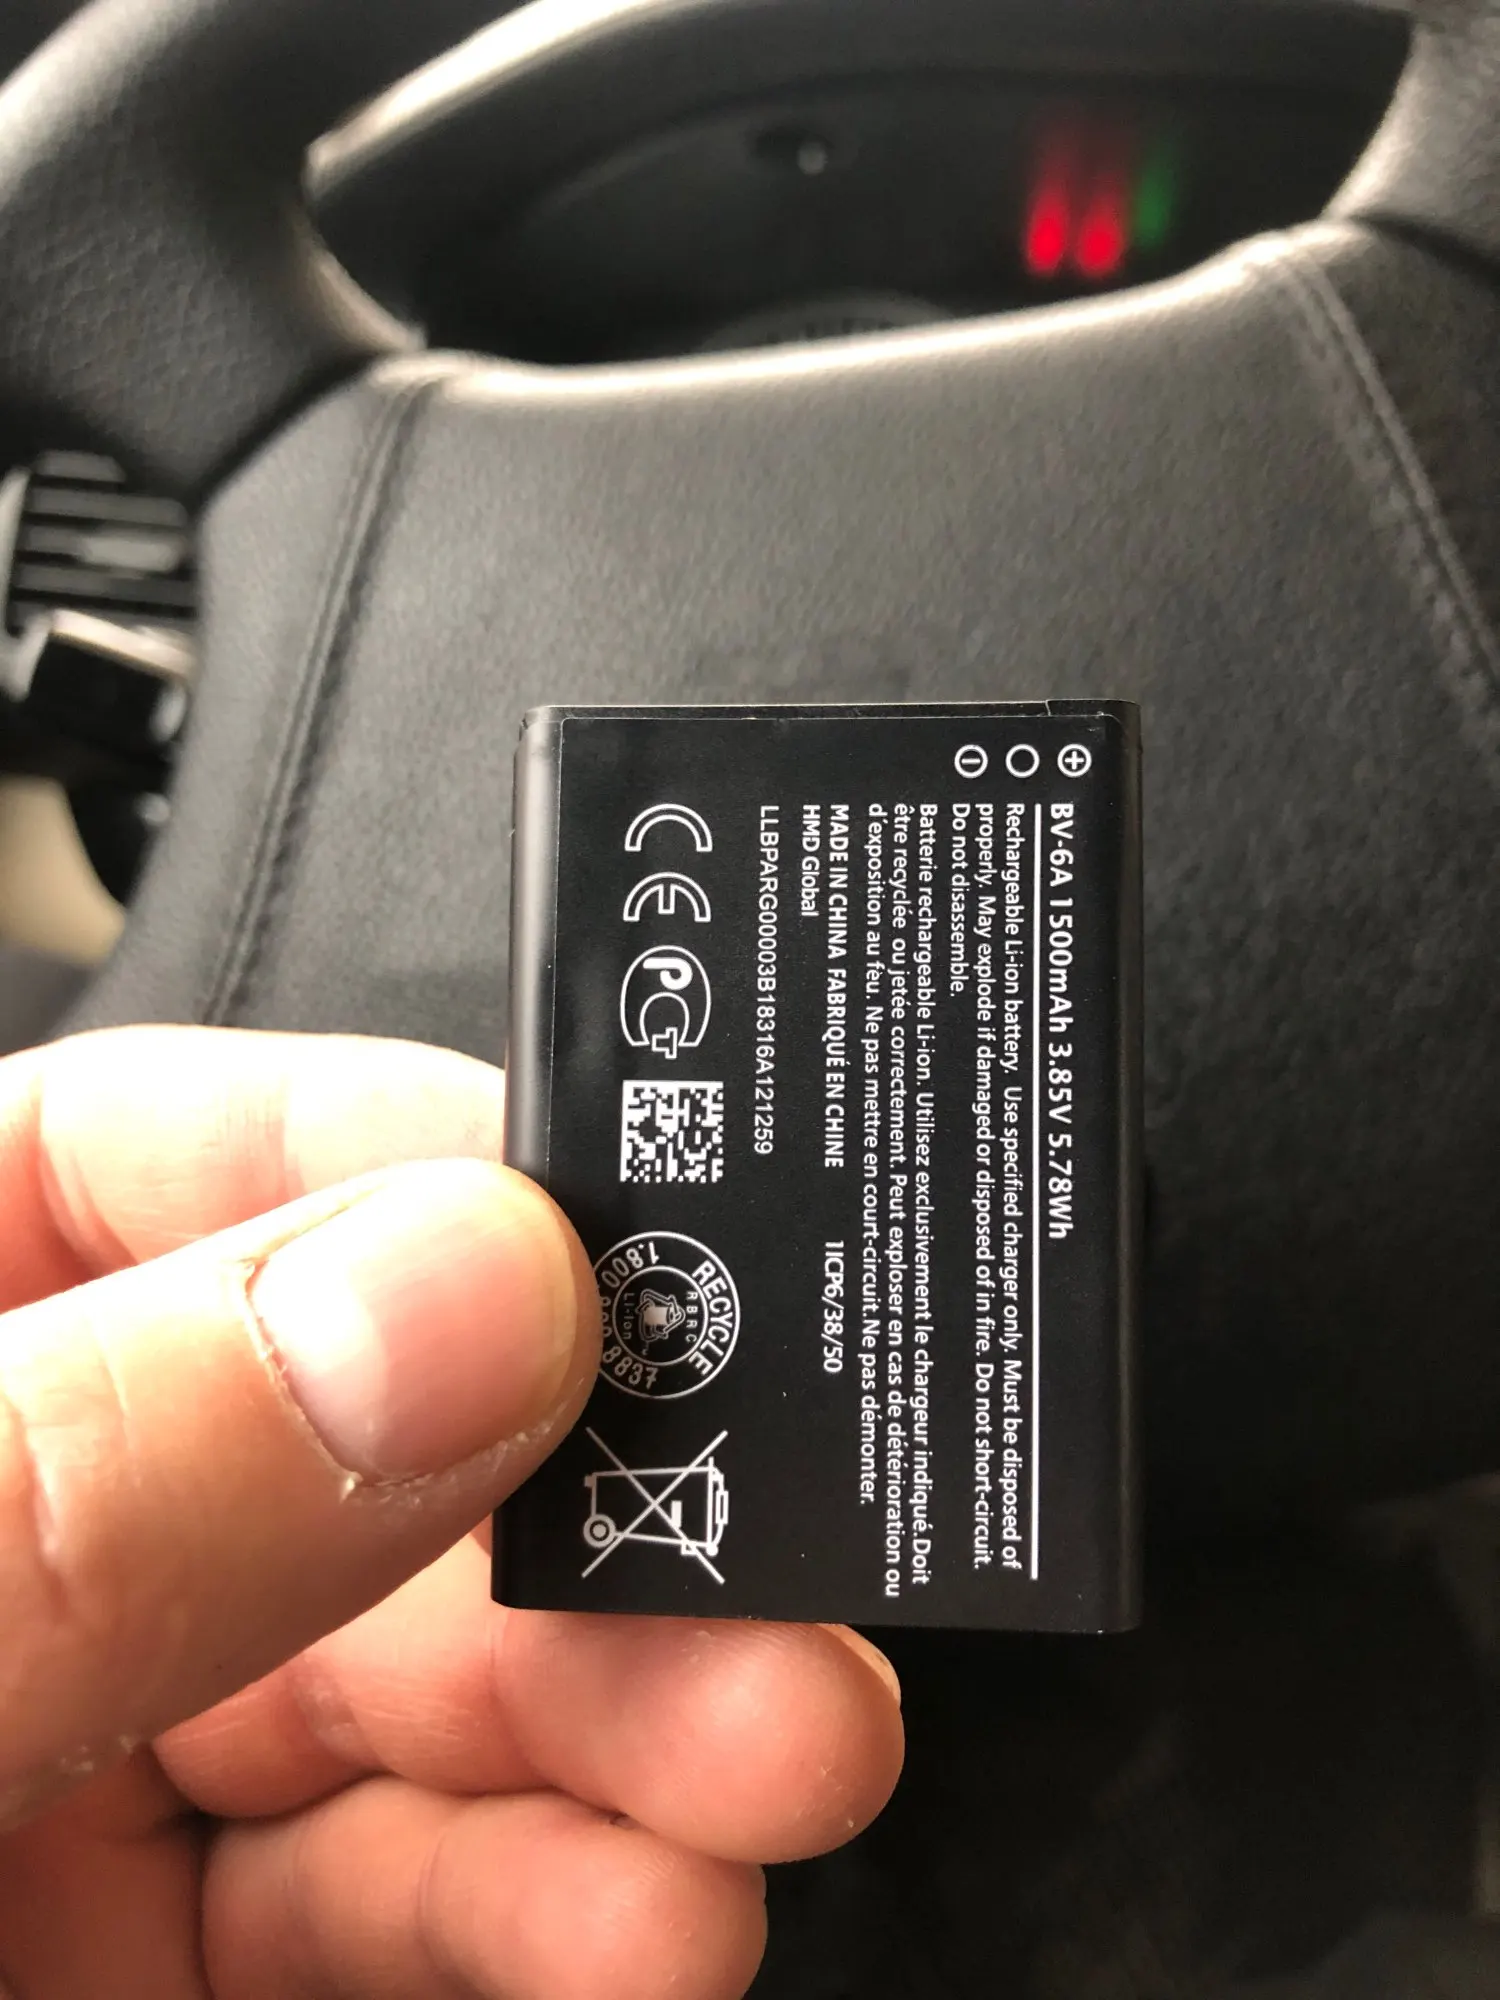 BV-6A 1500mAh 3.85V 5.78Wh
Rechargeable Li-ion battery. Use specified charger only. Must be disposed of
properly. May explode if damaged or disposed of in fire. Do not short-circuit.
Do not disassemble.
Batterie rechargeable Li-ion. Utilisez exclusivement le chargeur indiqué.Doit
être recyclée ou jetée correctement. Peut exploser en cas de détérioration ou
d'exposition au feu. Ne pas mettre en court-circuit.Ne pas démonter.
MADE IN CHINA FABRIQUÉ EN CHINE 1ICP6/38/50
HMD Global
LLBPARG00003B18316A121259
CE PCT
RECYCLE
RBRC
Li-Ion
1.800 8837